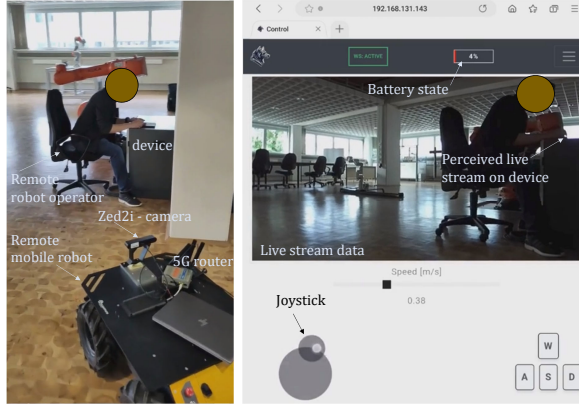 device
Remote
robot operator
Zed2i - camera
Remote
mobile robot
5G router
192.168.131.143
Control
WS: ACTIVE
4%
Battery state
Perceived live
stream on device
Live stream data
Speed [m/s]
0.38
Joystick
W
A S D